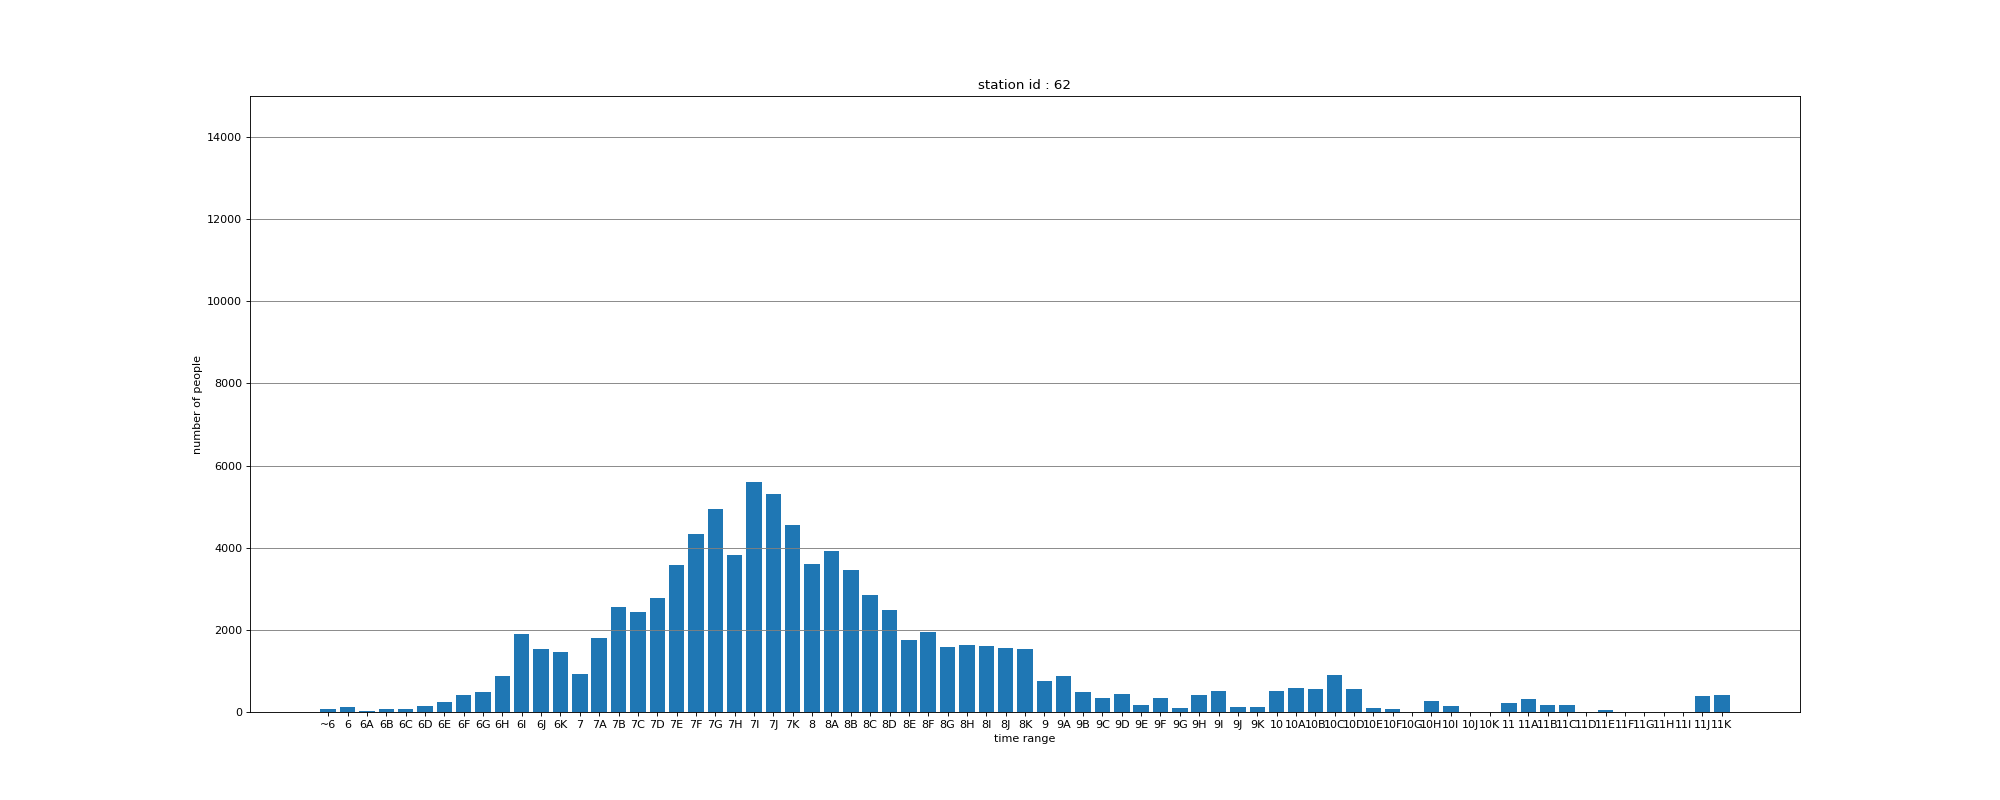 station id : 62
14000
12000
10000
8000
6000
4000
2000
0
number of people
~6 6 6A 6B 6C 6D 6E 6F 6G 6H 6I 6J 6K 7 7A 7B 7C 7D 7E 7F 7G 7H 7I 7J 7K 8 8A 8B 8C 8D 8E 8F 8G 8H 8I 8J 8K 9 9A 9B 9C 9D 9E 9F 9G 9H 9I 9J 9K 10 10A 10B 10C 10D 10E 10F 10G 10H 10I 10J 10K 11 11A 11B 11C 11D 11E 11F 11G 11H 11I 11J 11K
time range